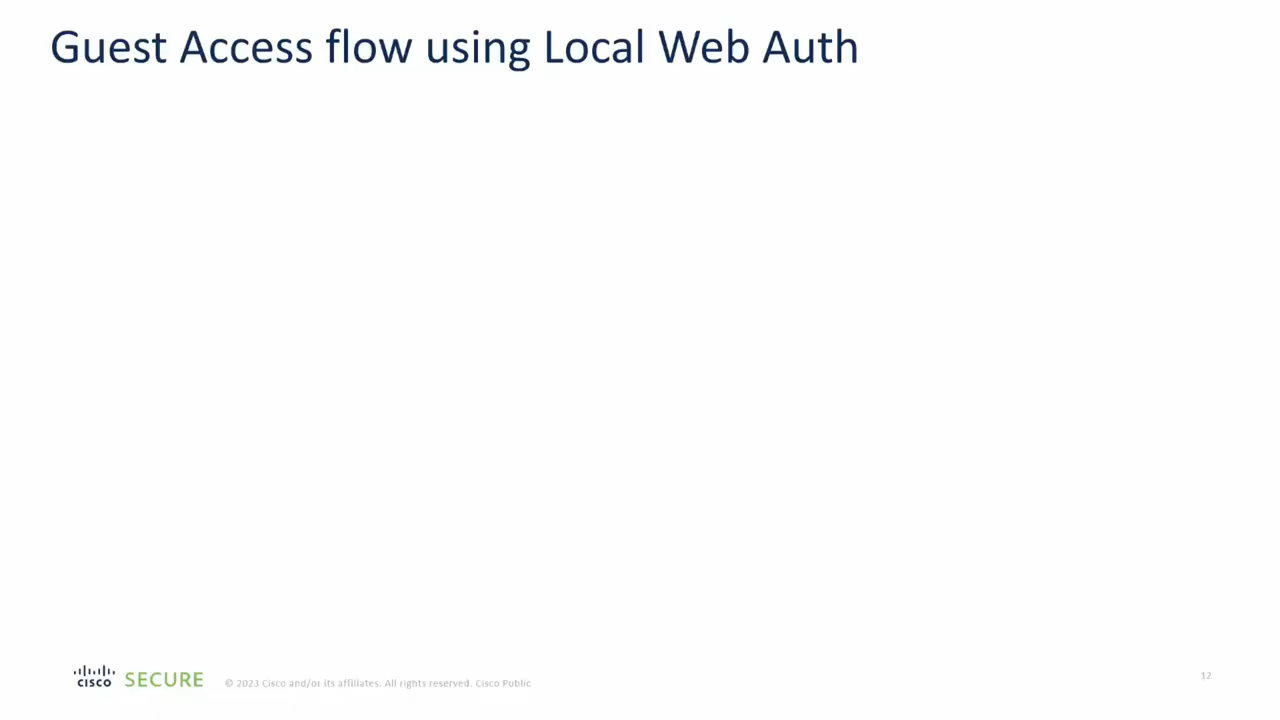 Guest Access flow using Local Web Auth
CISCO SECURE © 2023 Cisco and/or its affiliates. All rights reserved. Cisco Public 12